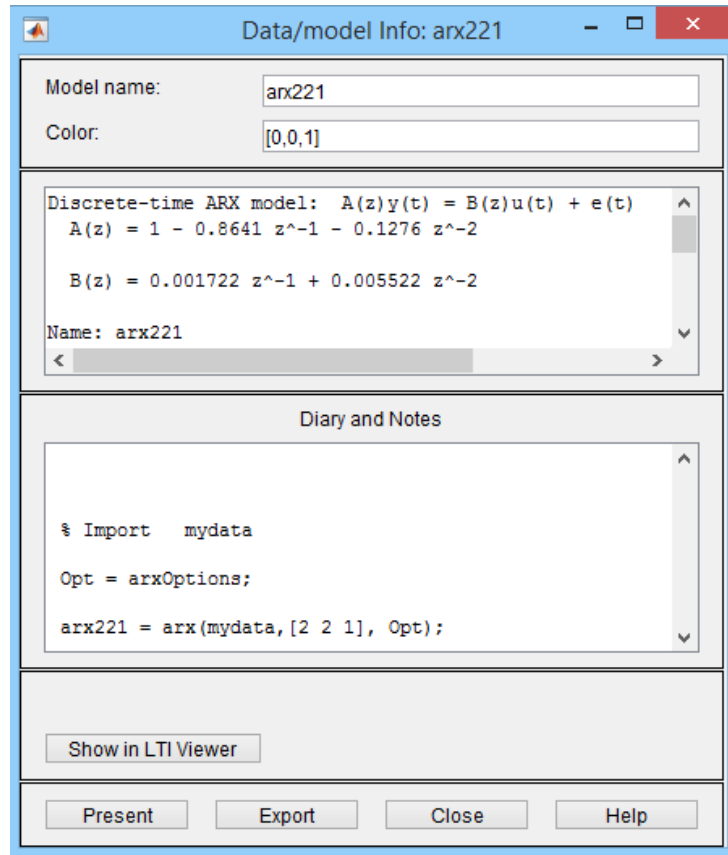 Data/model Info: arx221
Model name:
arx221
Color:
[0,0,1]
Discrete-time ARX model:  A(z)y(t) = B(z)u(t) + e(t)
A(z) = 1 - 0.8641 z^-1 - 0.1276 z^-2
B(z) = 0.001722 z^-1 + 0.005522 z^-2
Name: arx221
Diary and Notes
% Import   mydata
Opt = arxOptions;
arx221 = arx(mydata,[2 2 1], Opt);
Show in LTI Viewer
Present
Export
Close
Help